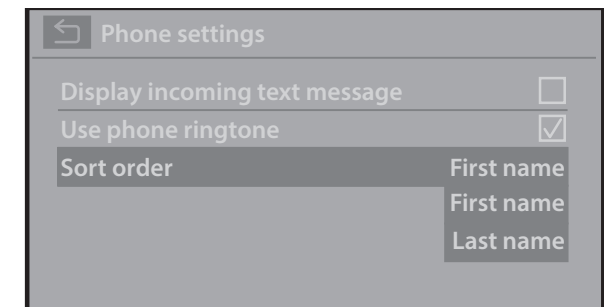 Phone settings
Display incoming text message
Use phone ringtone
Sort order First name
First name
Last name